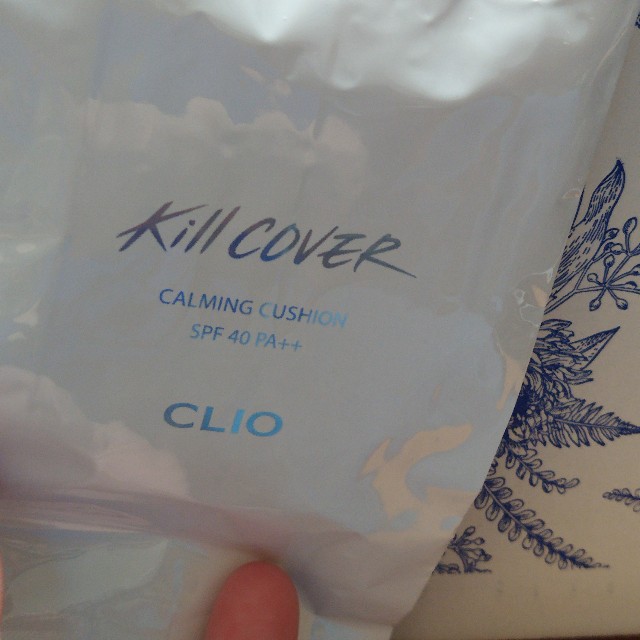 Kill COVER
CALMING CUSHION
SPF 40 PA++
CLIO